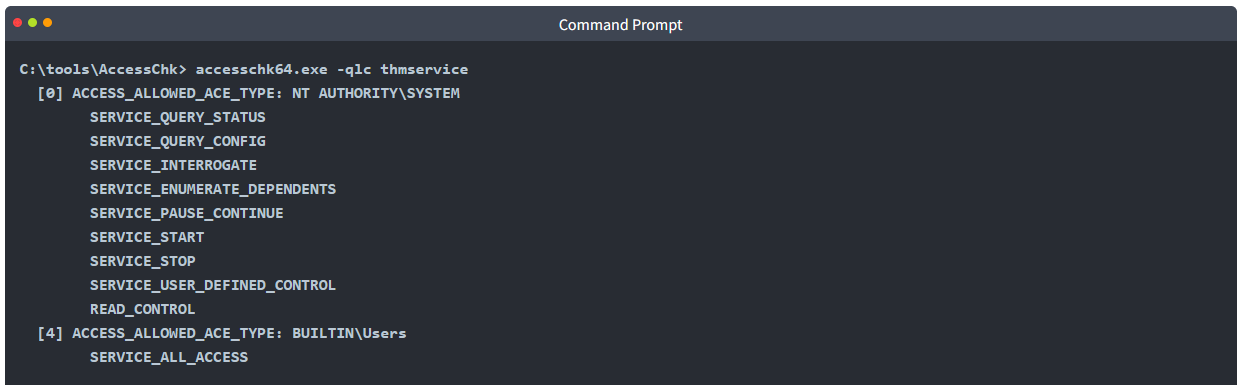 Command Prompt
C:\tools\AccessChk> accesschk64.exe -qlc thmservice
[0] ACCESS_ALLOWED_ACE_TYPE: NT AUTHORITY\SYSTEM
SERVICE_QUERY_STATUS
SERVICE_QUERY_CONFIG
SERVICE_INTERROGATE
SERVICE_ENUMERATE_DEPENDENTS
SERVICE_PAUSE_CONTINUE
SERVICE_START
SERVICE_STOP
SERVICE_USER_DEFINED_CONTROL
READ_CONTROL
[4] ACCESS_ALLOWED_ACE_TYPE: BUILTIN\Users
SERVICE_ALL_ACCESS